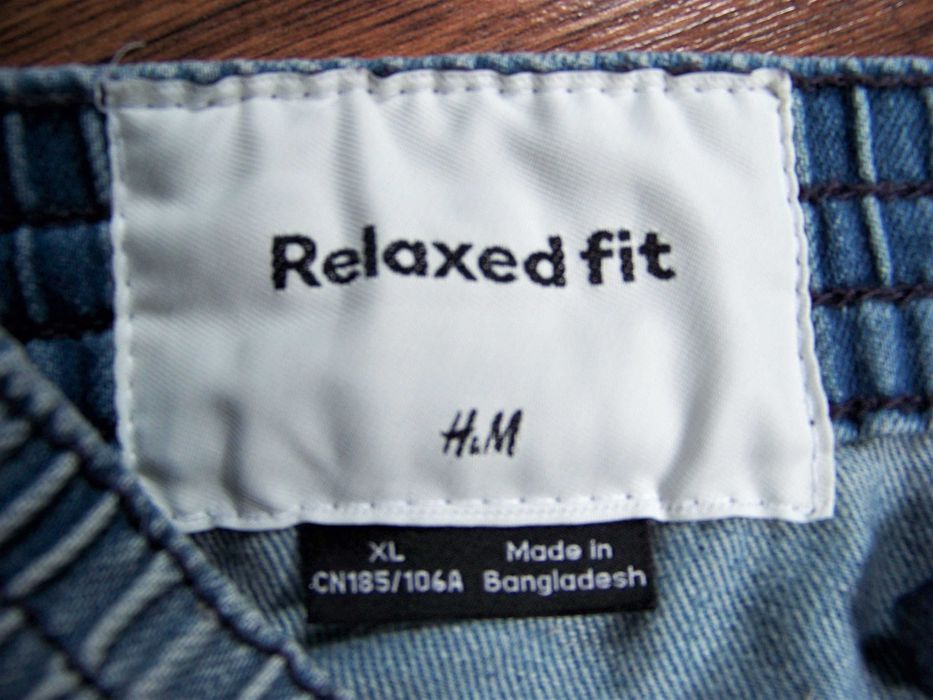 Relaxed fit
H&M
XL
CN185/106A
Made in
Bangladesh